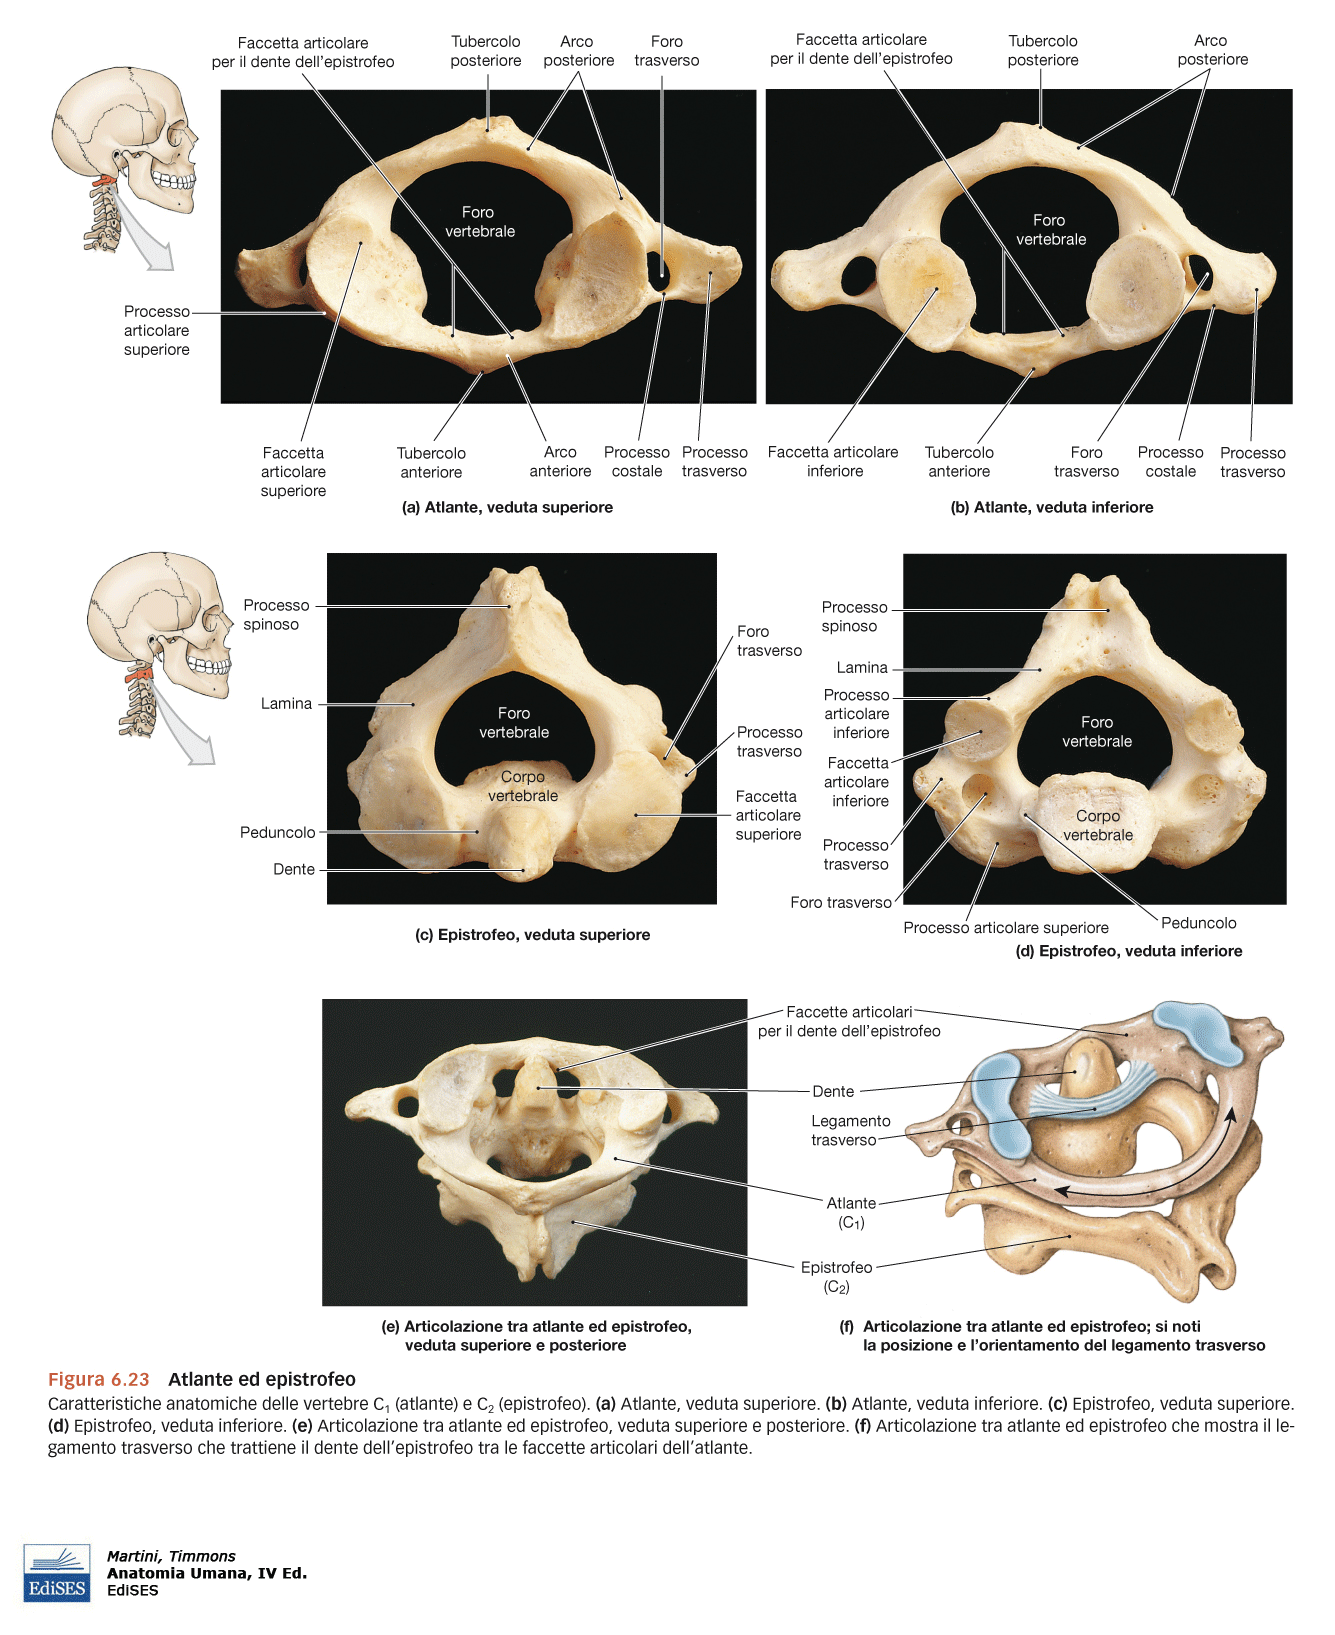 Faccetta articolare
per il dente dell'epistrofeo
Tubercolo
posteriore
Arco
posteriore
Foro
trasverso
Foro
vertebrale
Processo
articolare
superiore
Faccetta
articolare
superiore
Tubercolo
anteriore
Arco
anteriore
Processo
costale
Processo
trasverso
(a) Atlante, veduta superiore
Faccetta articolare
per il dente dell'epistrofeo
Tubercolo
posteriore
Arco
posteriore
Foro
vertebrale
Faccetta articolare
inferiore
Tubercolo
anteriore
Foro
trasverso
Processo
costale
Processo
trasverso
(b) Atlante, veduta inferiore
Processo
spinoso
Lamina
Foro
vertebrale
Corpo
vertebrale
Peduncolo
Dente
Foro
trasverso
Processo
trasverso
Faccetta
articolare
superiore
(c) Epistrofeo, veduta superiore
Processo
spinoso
Lamina
Processo
articolare
inferiore
Faccetta
articolare
inferiore
Processo
trasverso
Foro trasverso
Foro
vertebrale
Corpo
vertebrale
Processo articolare superiore
Peduncolo
(d) Epistrofeo, veduta inferiore
Faccette articolari
per il dente dell'epistrofeo
Dente
Legamento
trasverso
Atlante
(C1)
Epistrofeo
(C2)
(e) Articolazione tra atlante ed epistrofeo,
veduta superiore e posteriore
(f) Articolazione tra atlante ed epistrofeo; si noti
la posizione e l'orientamento del legamento trasverso
Figura 6.23 Atlante ed epistrofeo
Caratteristiche anatomiche delle vertebre C1 (atlante) e C2 (epistrofeo). (a) Atlante, veduta superiore. (b) Atlante, veduta inferiore. (c) Epistrofeo, veduta superiore.
(d) Epistrofeo, veduta inferiore. (e) Articolazione tra atlante ed epistrofeo, veduta superiore e posteriore. (f) Articolazione tra atlante ed epistrofeo che mostra il le-
gamento trasverso che trattiene il dente dell'epistrofeo tra le faccette articolari dell'atlante.
EdiSES
Martini, Timmons
Anatomia Umana, IV Ed.
EdiSES